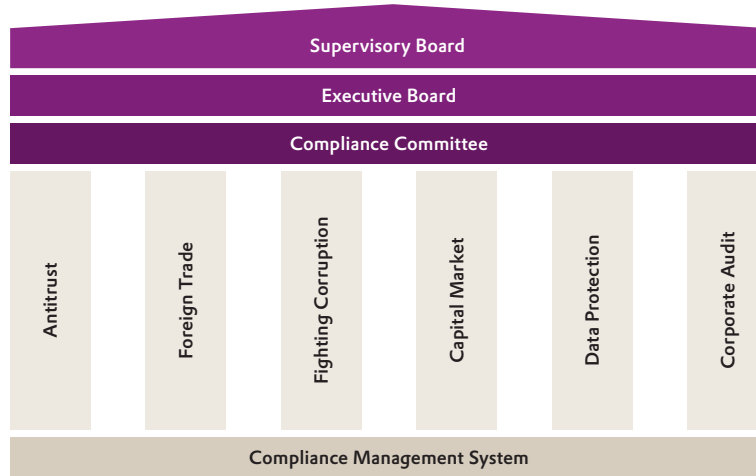 Supervisory Board
Executive Board
Compliance Committee
Antitrust
Foreign Trade
Fighting Corruption
Capital Market
Data Protection
Corporate Audit
Compliance Management System